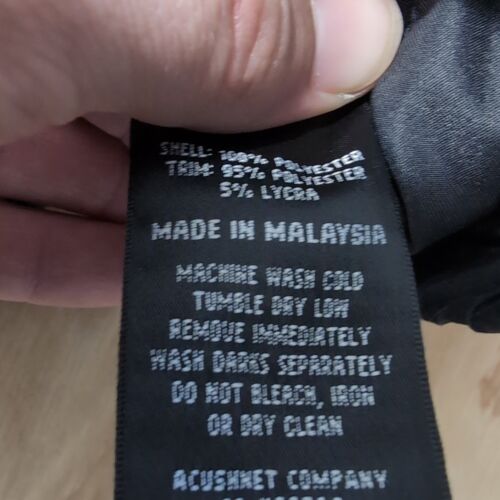 SHELL: 100% POLYESTER
TRIM: 95% POLYESTER
5% LYCRA
MADE IN MALAYSIA
MACHINE WASH COLD
TUMBLE DRY LOW
REMOVE IMMEDIATELY
WASH DARKS SEPARATELY
DO NOT BLEACH, IRON
OR DRY CLEAN
ACUSHNET COMPANY